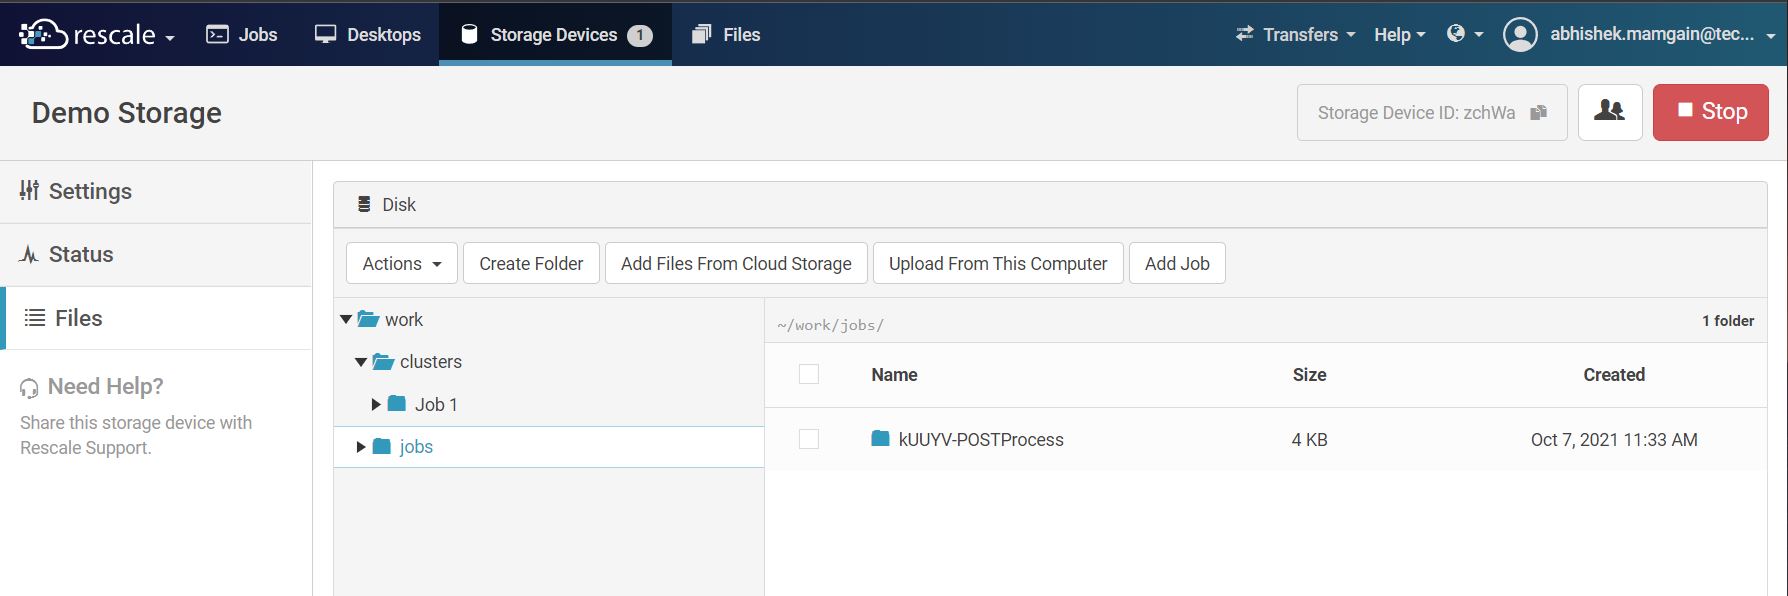 rescale Jobs Desktops Storage Devices 1 Files Transfers Help abhishek.mamgain@tec...
Demo Storage Storage Device ID: zchWa Stop
Settings
Status
Files
Need Help?
Share this storage device with
Rescale Support.
Disk
Actions Create Folder Add Files From Cloud Storage Upload From This Computer Add Job
work
clusters
Job 1
jobs
~/work/jobs/ 1 folder
Name Size Created
kUUYV-POSTProcess 4 KB Oct 7, 2021 11:33 AM